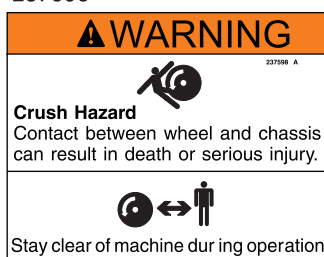 WARNING
237598 A
Crush Hazard
Contact between wheel and chassis
can result in death or serious injury.
Stay clear of machine dur ing operation